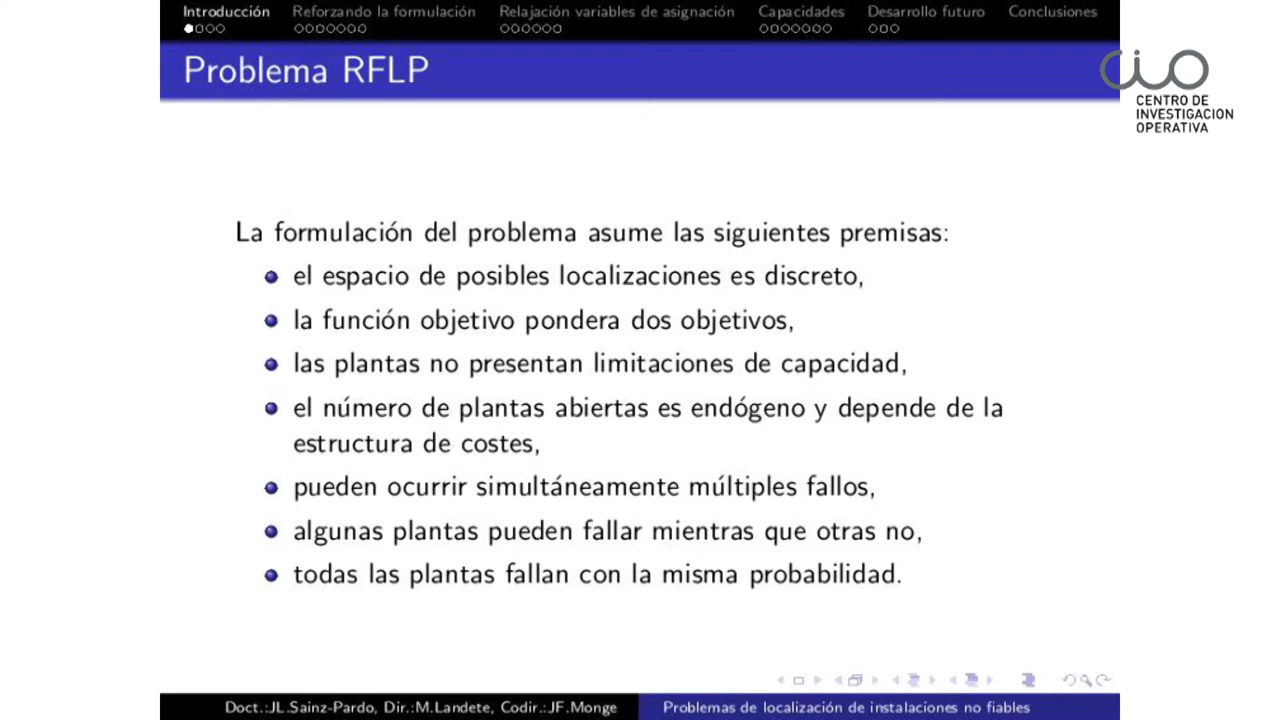 Introducción Reforzando la formulación Relajación variables de asignación Capacidades Desarrollo futuro Conclusiones
Problema RFLP
CIO
CENTRO DE
INVESTIGACION
OPERATIVA
La formulación del problema asume las siguientes premisas:
el espacio de posibles localizaciones es discreto,
la función objetivo pondera dos objetivos,
las plantas no presentan limitaciones de capacidad,
el número de plantas abiertas es endógeno y depende de la
estructura de costes,
pueden ocurrir simultáneamente múltiples fallos,
algunas plantas pueden fallar mientras que otras no,
todas las plantas fallan con la misma probabilidad.
Doct.:JL.Sainz-Pardo, Dir.:M.Landete, Codir.:JF.Monge Problemas de localización de instalaciones no fiables